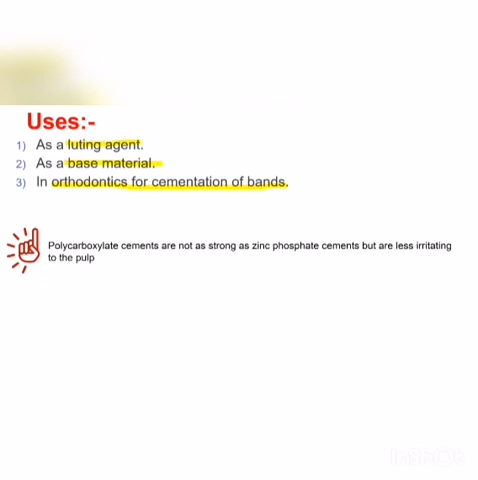 Uses:-
1) As a luting agent.
2) As a base material.
3) In orthodontics for cementation of bands.
Polycarboxylate cements are not as strong as zinc phosphate cements but are less irritating
to the pulp